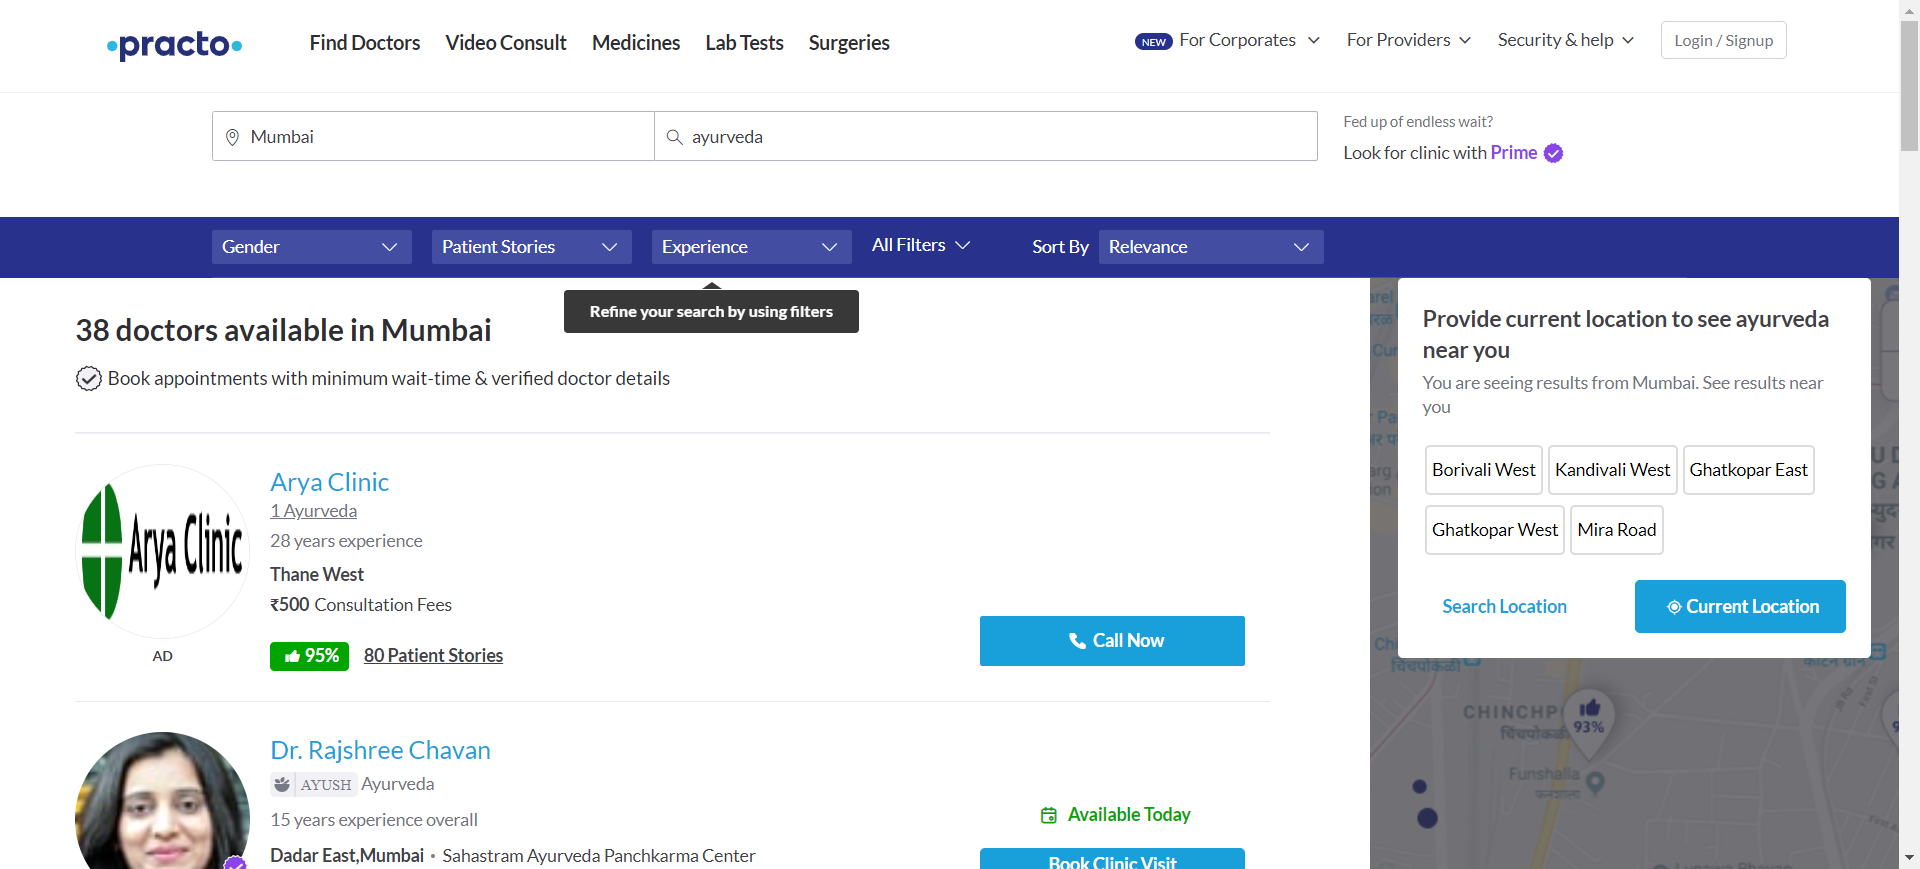 practo
Find Doctors
Video Consult
Medicines
Lab Tests
Surgeries
NEW For Corporates
For Providers
Security & help
Login / Signup
Mumbai
ayurveda
Fed up of endless wait?
Look for clinic with Prime
Gender
Patient Stories
Experience
All Filters
Sort By
Relevance
Refine your search by using filters
38 doctors available in Mumbai
Book appointments with minimum wait-time & verified doctor details
Arya Clinic
Arya Clinic
1 Ayurveda
28 years experience
Thane West
₹500 Consultation Fees
AD
95%
80 Patient Stories
Call Now
Dr. Rajshree Chavan
AYUSH Ayurveda
15 years experience overall
Dadar East,Mumbai • Sahastram Ayurveda Panchkarma Center
Available Today
Book Clinic Visit
Provide current location to see ayurveda
near you
You are seeing results from Mumbai. See results near
you
Borivali West
Kandivali West
Ghatkopar East
Ghatkopar West
Mira Road
Search Location
Current Location
चिंचपोकळी
CHINCHP
93%
Funshalla
फनशाला